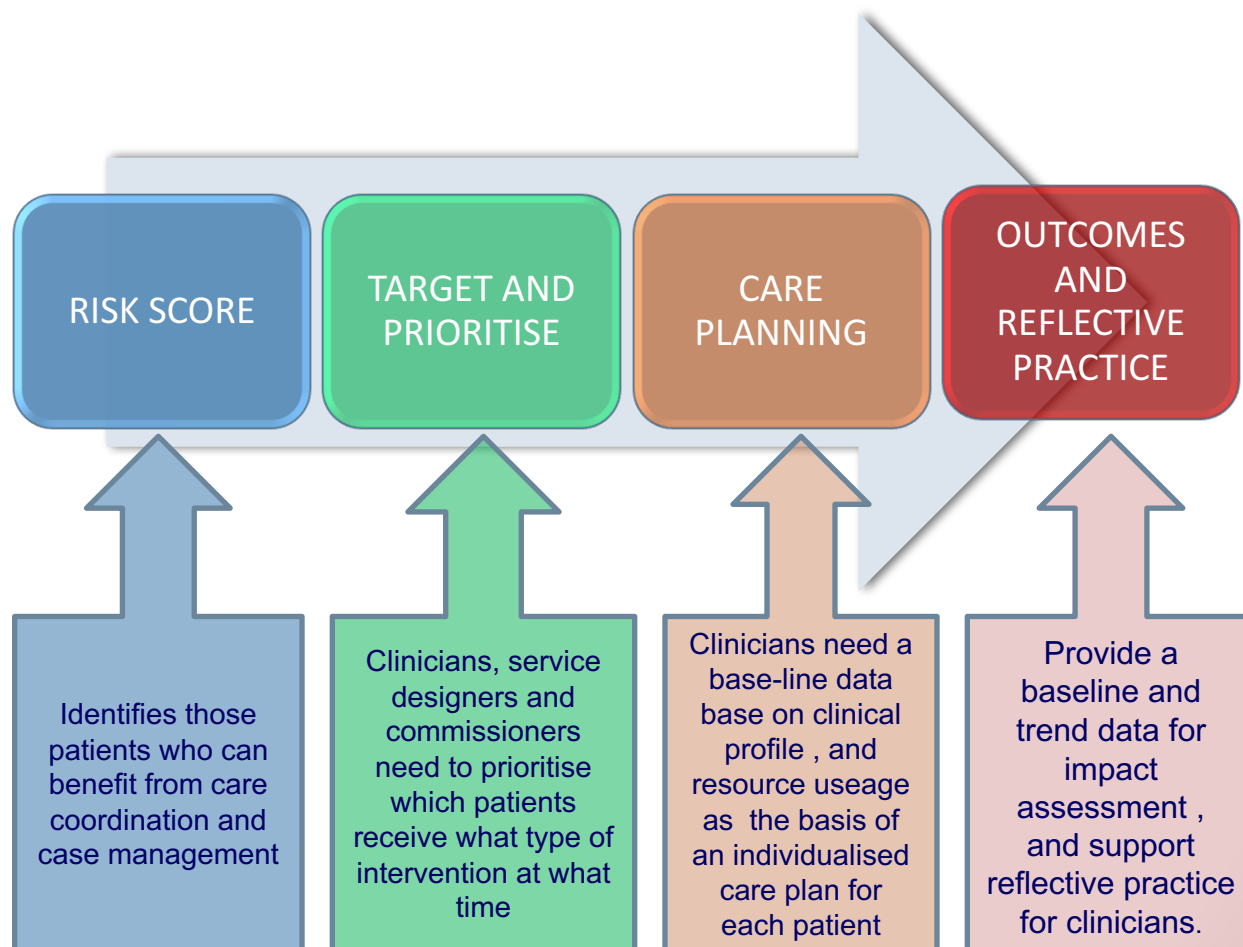 RISK SCORE
TARGET AND
PRIORITISE
CARE
PLANNING
OUTCOMES
AND
REFLECTIVE
PRACTICE
Identifies those
patients who can
benefit from care
coordination and
case management
Clinicians, service
designers and
commissioners
need to prioritise
which patients
receive what type of
intervention at what
time
Clinicians need a
base-line data
base on clinical
profile , and
resource useage
as the basis of
an individualised
care plan for
each patient
Provide a
baseline and
trend data for
impact
assessment ,
and support
reflective practice
for clinicians.